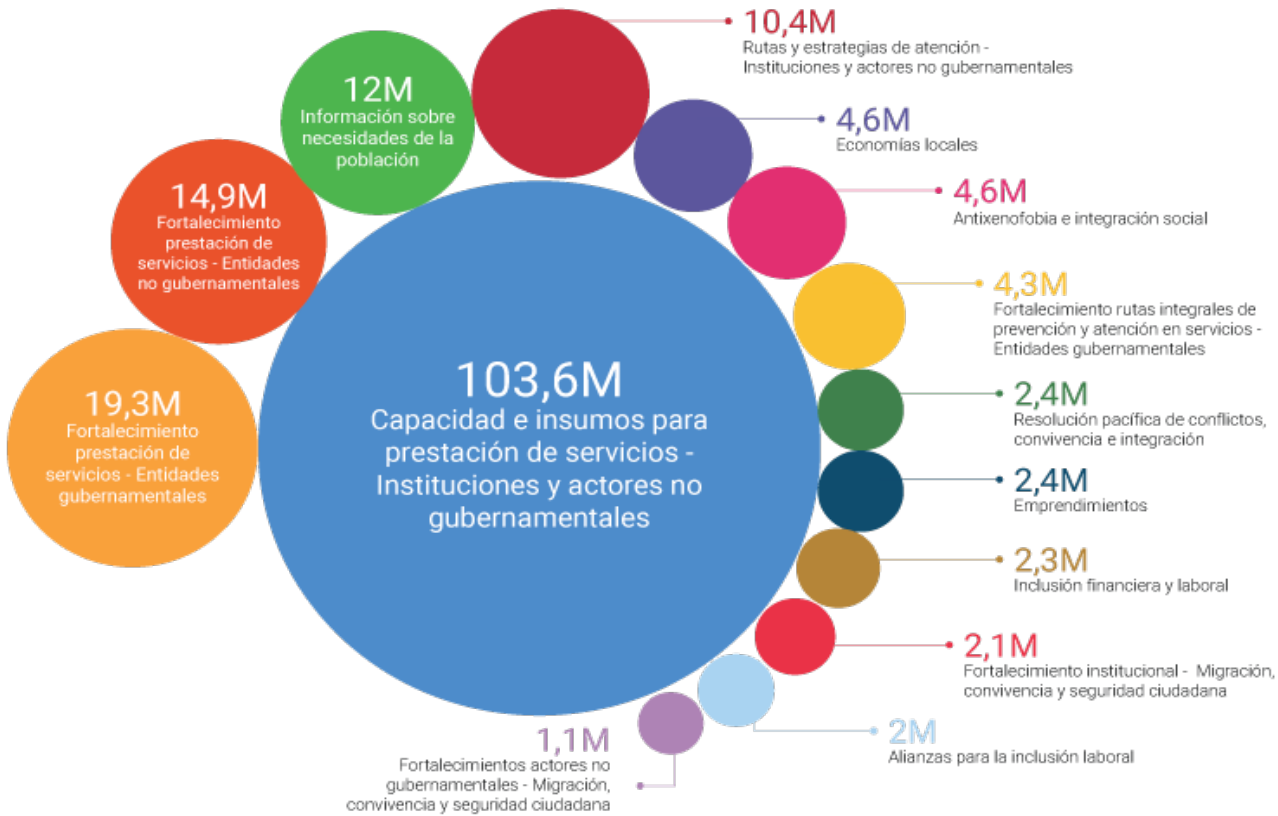 10,4M
Rutas y estrategias de atención -
Instituciones y actores no gubernamentales
12M
Información sobre
necesidades de la
población
4,6M
Economías locales
14,9M
Fortalecimiento
prestación de
servicios - Entidades
no gubernamentales
4,6M
Antixenofobia e integración social
4,3M
Fortalecimiento rutas integrales de
prevención y atención en servicios -
Entidades gubernamentales
103,6M
Capacidad e insumos para
prestación de servicios -
Instituciones y actores no
gubernamentales
19,3M
Fortalecimiento
prestación de
servicios - Entidades
gubernamentales
2,4M
Resolución pacífica de conflictos,
convivencia e integración
2,4M
Emprendimientos
2,3M
Inclusión financiera y laboral
2,1M
Fortalecimiento institucional - Migración,
convivencia y seguridad ciudadana
2M
Alianzas para la inclusión laboral
1,1M
Fortalecimientos actores no
gubernamentales - Migración,
convivencia y seguridad ciudadana